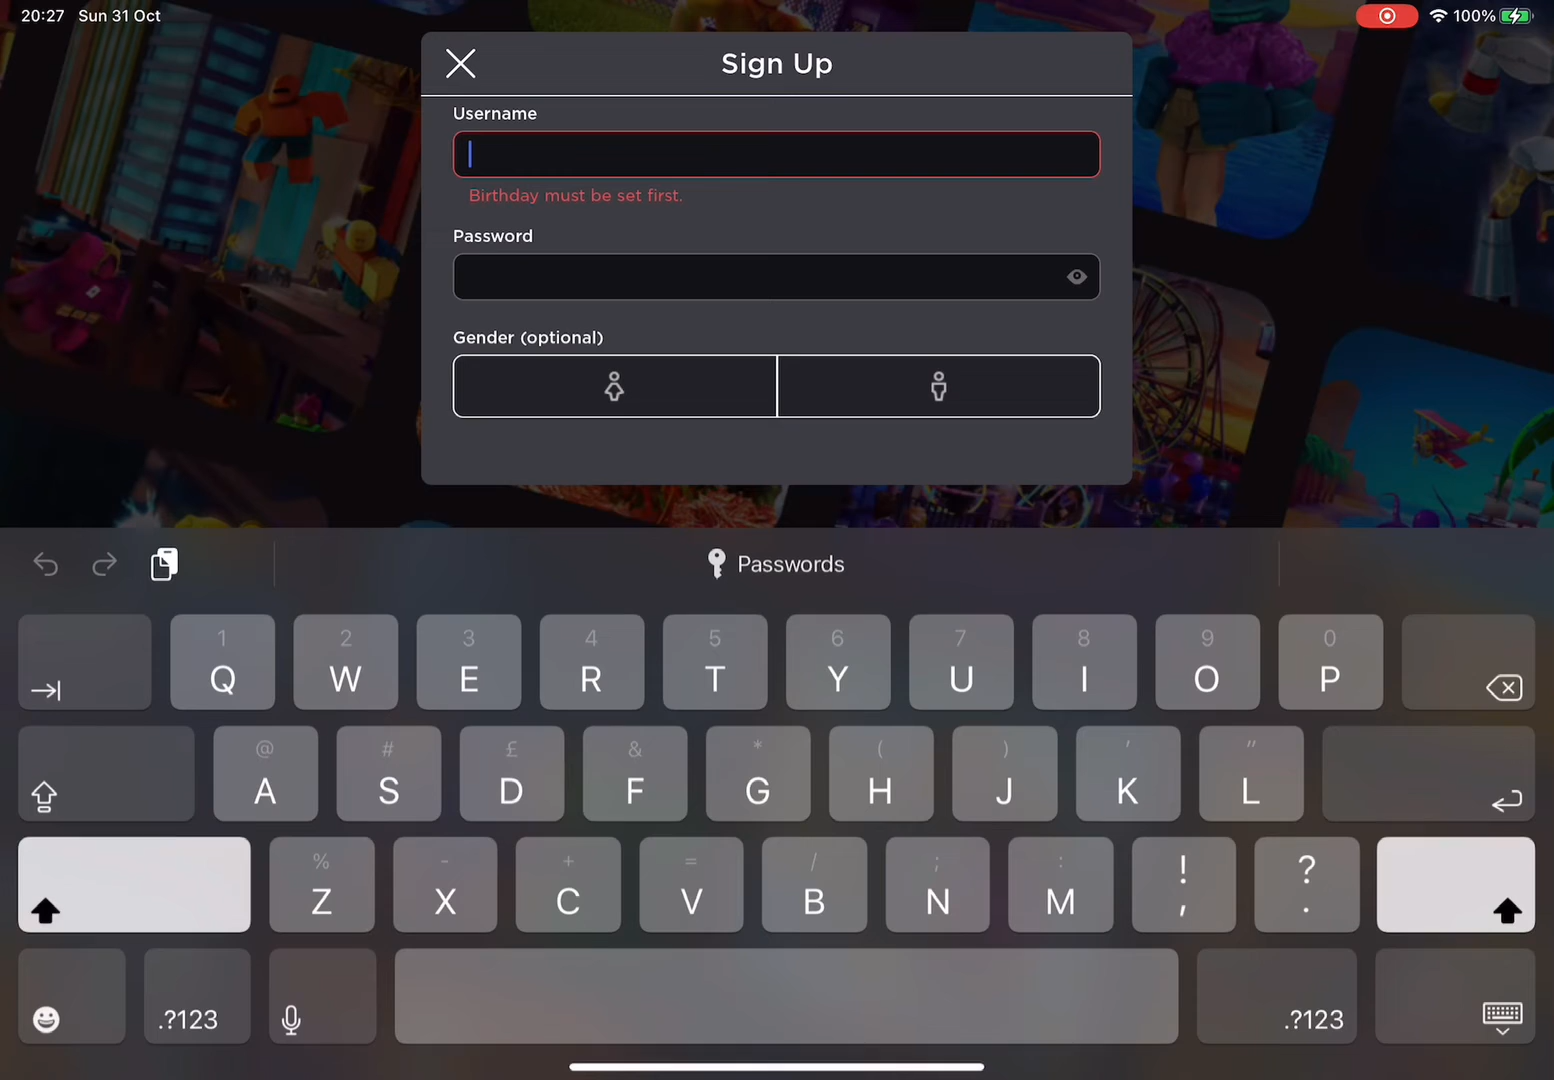 20:27 Sun 31 Oct
100%
Sign Up
Username
Birthday must be set first.
Password
Gender (optional)
Passwords
1 2 3 4 5 6 7 8 9 0
Q W E R T Y U I O P
@ # £ & * ( ) ' "
A S D F G H J K L
% - + = / ; : ! ?
Z X C V B N M , .
.?123 .?123